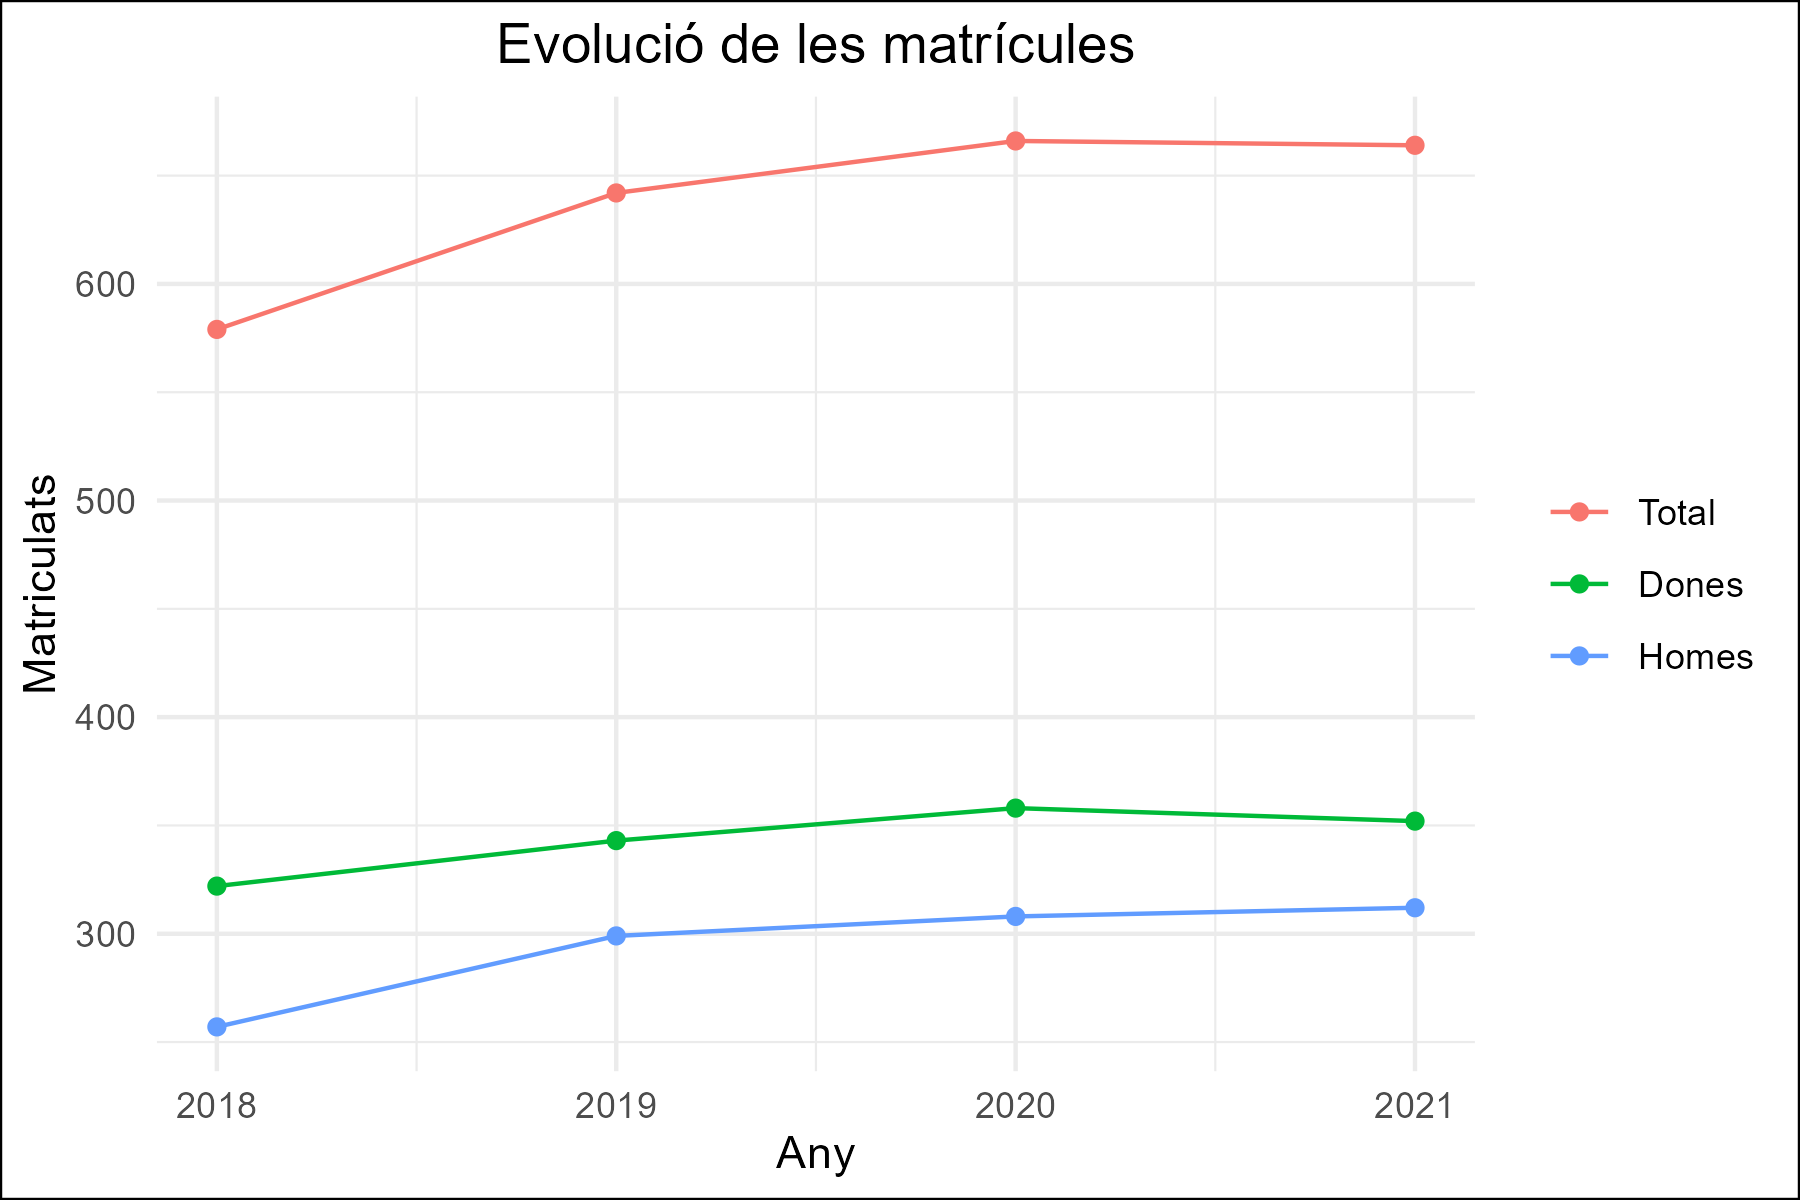 Evolució de les matrícules
Matriculats
600
500
400
300
2018 2019 2020 2021
Any
Total
Dones
Homes